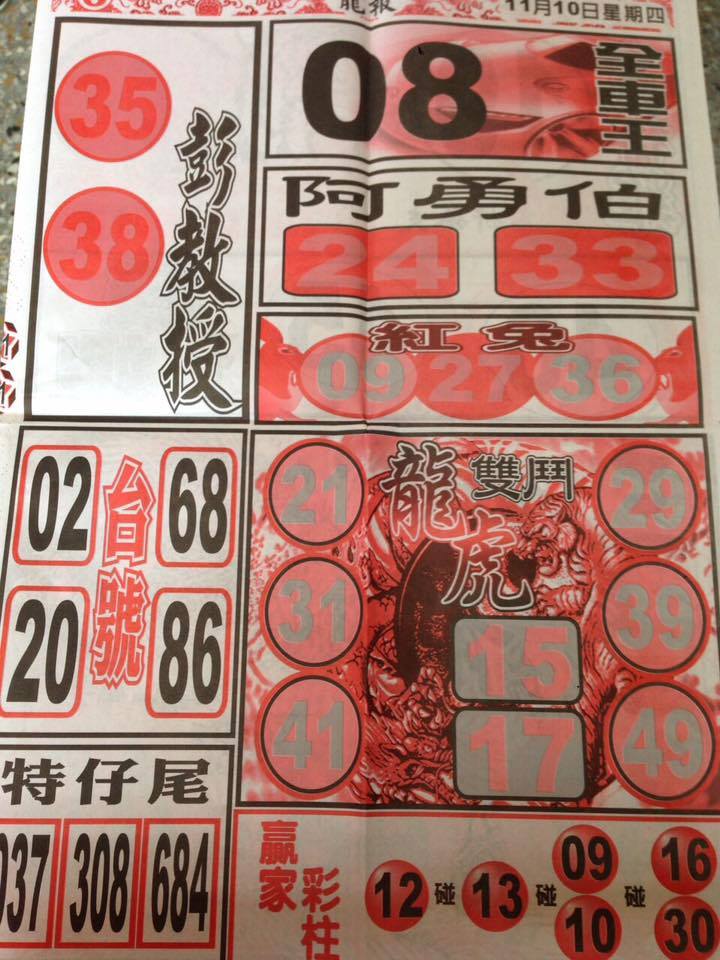 龍報
11月10日星期四
35
38
彭教授
08
全車王
阿勇伯
24 33
紅兔
09 27 36
02 68
台號
20 86
龍虎
雙鬥
21 29
31 39
15
17
41 49
特仔尾
037 308 684
贏家
彩柱
12 碰 13 碰 09 10 碰 16 30